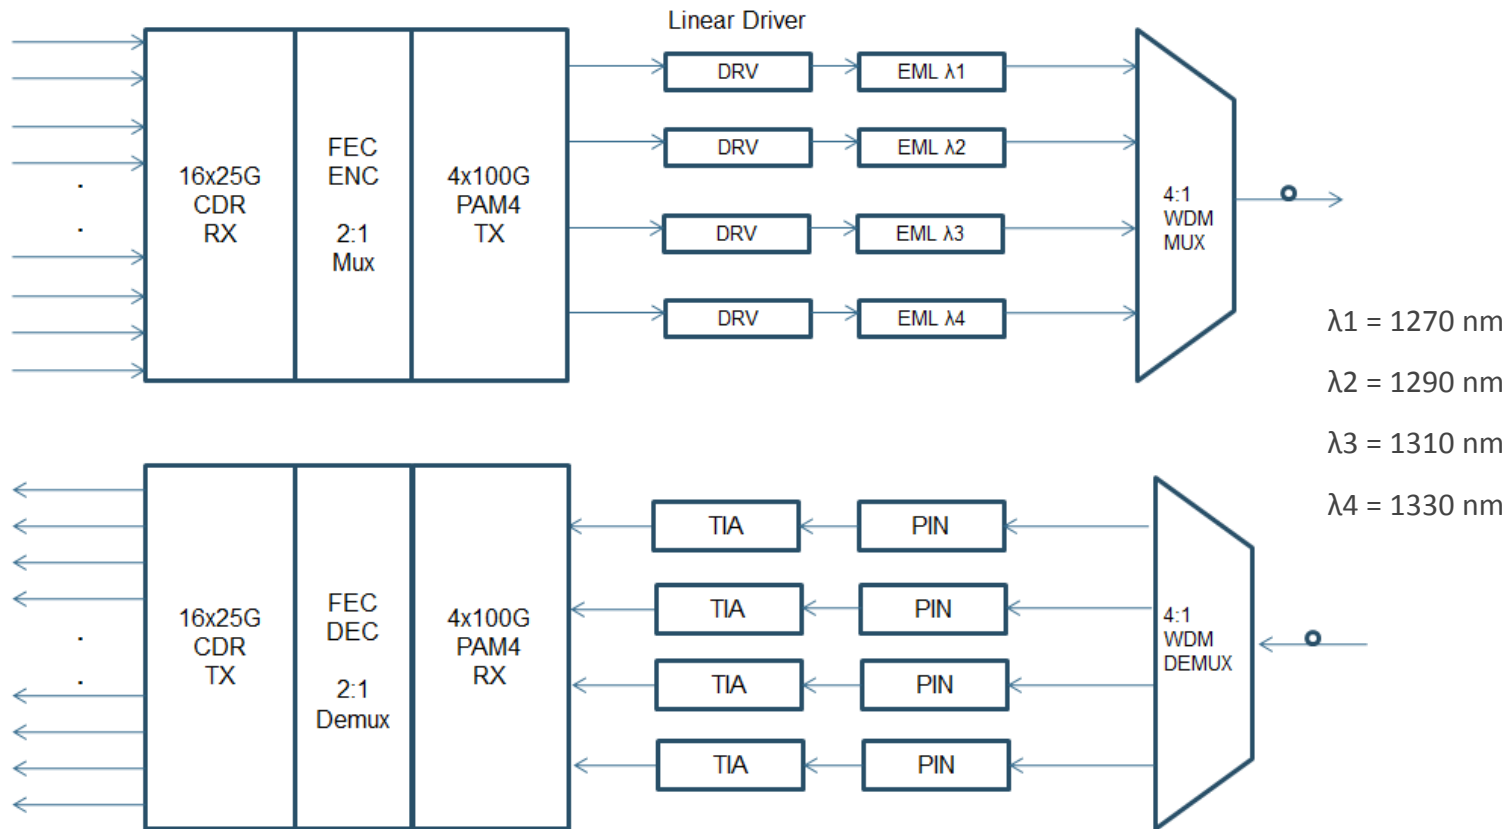 Linear Driver
16x25G
CDR
RX
FEC
ENC
2:1
Mux
4x100G
PAM4
TX
DRV
EML λ1
DRV
EML λ2
DRV
EML λ3
DRV
EML λ4
4:1
WDM
MUX
λ1 = 1270 nm
λ2 = 1290 nm
λ3 = 1310 nm
λ4 = 1330 nm
16x25G
CDR
TX
FEC
DEC
2:1
Demux
4x100G
PAM4
RX
TIA
PIN
TIA
PIN
TIA
PIN
TIA
PIN
4:1
WDM
DEMUX